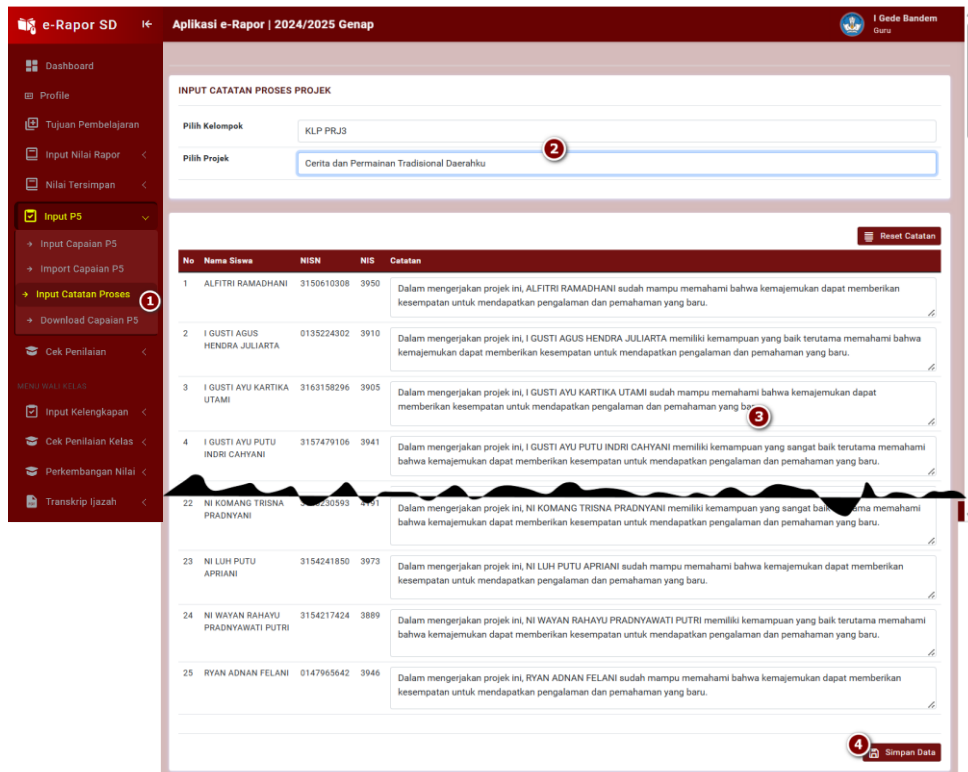 e-Rapor SD
Aplikasi e-Rapor | 2024/2025 Genap
I Gede Bandem
Guru
Dashboard
Profile
Tujuan Pembelajaran
Input Nilai Rapor
Nilai Tersimpan
Input P5
Input Capaian P5
Import Capaian P5
Input Catatan Proses
1
Download Capaian P5
Cek Penilaian
MENU WALI KELAS
Input Kelengkapan
Cek Penilaian Kelas
Perkembangan Nilai
Transkrip Ijazah
INPUT CATATAN PROSES PROJEK
Pilih Kelompok
KLP PRJ3
2
Pilih Projek
Cerita dan Permainan Tradisional Daerahku
Reset Catatan
No Nama Siswa NISN NIS Catatan
1 ALFITRI RAMADHANI 3150610308 3950
Dalam mengerjakan projek ini, ALFITRI RAMADHANI sudah mampu memahami bahwa kemajemukan dapat memberikan
kesempatan untuk mendapatkan pengalaman dan pemahaman yang baru.
2 I GUSTI AGUS 0135224302 3910
HENDRA JULIARTA
Dalam mengerjakan projek ini, I GUSTI AGUS HENDRA JULIARTA memiliki kemampuan yang baik terutama memahami bahwa
kemajemukan dapat memberikan kesempatan untuk mendapatkan pengalaman dan pemahaman yang baru.
3 I GUSTI AYU KARTIKA 3163158296 3905
UTAMI
Dalam mengerjakan projek ini, I GUSTI AYU KARTIKA UTAMI sudah mampu memahami bahwa kemajemukan dapat
memberikan kesempatan untuk mendapatkan pengalaman dan pemahaman yang
3
4 I GUSTI AYU PUTU 3157479106 3941
INDRI CAHYANI
Dalam mengerjakan projek ini, I GUSTI AYU PUTU INDRI CAHYANI memiliki kemampuan yang sangat baik terutama memahami
bahwa kemajemukan dapat memberikan kesempatan untuk mendapatkan pengalaman dan pemahaman yang baru.
22 NI KOMANG TRISNA
PRADNYANI
Dalam mengerjakan projek ini, NI KOMANG TRISNA PRADNYANI memiliki kemampuan yang sangat memahami
bahwa kemajemukan dapat memberikan kesempatan untuk mendapatkan pengalaman dan pemahaman yang baru.
23 NI LUH PUTU 3154241850 3973
APRIANI
Dalam mengerjakan projek ini, NI LUH PUTU APRIANI sudah mampu memahami bahwa kemajemukan dapat memberikan
kesempatan untuk mendapatkan pengalaman dan pemahaman yang baru.
24 NI WAYAN RAHAYU 3154217424 3889
PRADNYAWATI PUTRI
Dalam mengerjakan projek ini, NI WAYAN RAHAYU PRADNYAWATI PUTRI memiliki kemampuan yang baik terutama memahami
bahwa kemajemukan dapat memberikan kesempatan untuk mendapatkan pengalaman dan pemahaman yang baru.
25 RYAN ADNAN FELANI 0147965642 3946
Dalam mengerjakan projek ini, RYAN ADNAN FELANI sudah mampu memahami bahwa kemajemukan dapat memberikan
kesempatan untuk mendapatkan pengalaman dan pemahaman yang baru.
4
Simpan Data